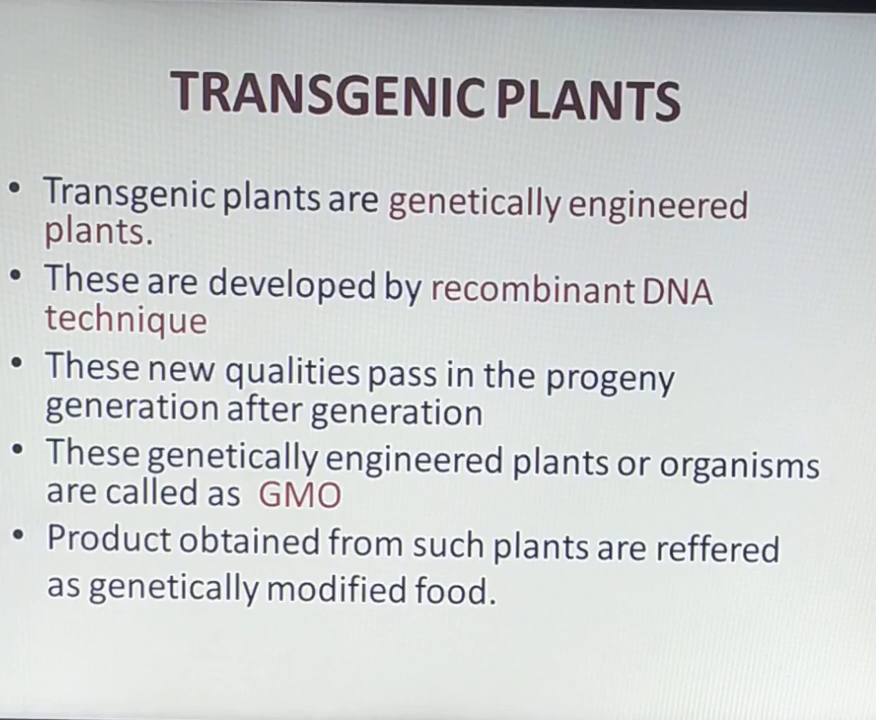 TRANSGENIC PLANTS
• Transgenic plants are genetically engineered
plants.
• These are developed by recombinant DNA
technique
• These new qualities pass in the progeny
generation after generation
• These genetically engineered plants or organisms
are called as GMO
• Product obtained from such plants are reffered
as genetically modified food.